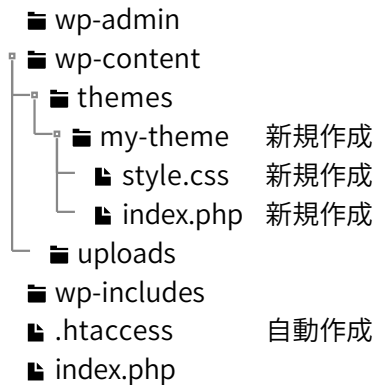 wp-admin
wp-content
themes
my-theme 新規作成
style.css 新規作成
index.php 新規作成
uploads
wp-includes
.htaccess 自動作成
index.php